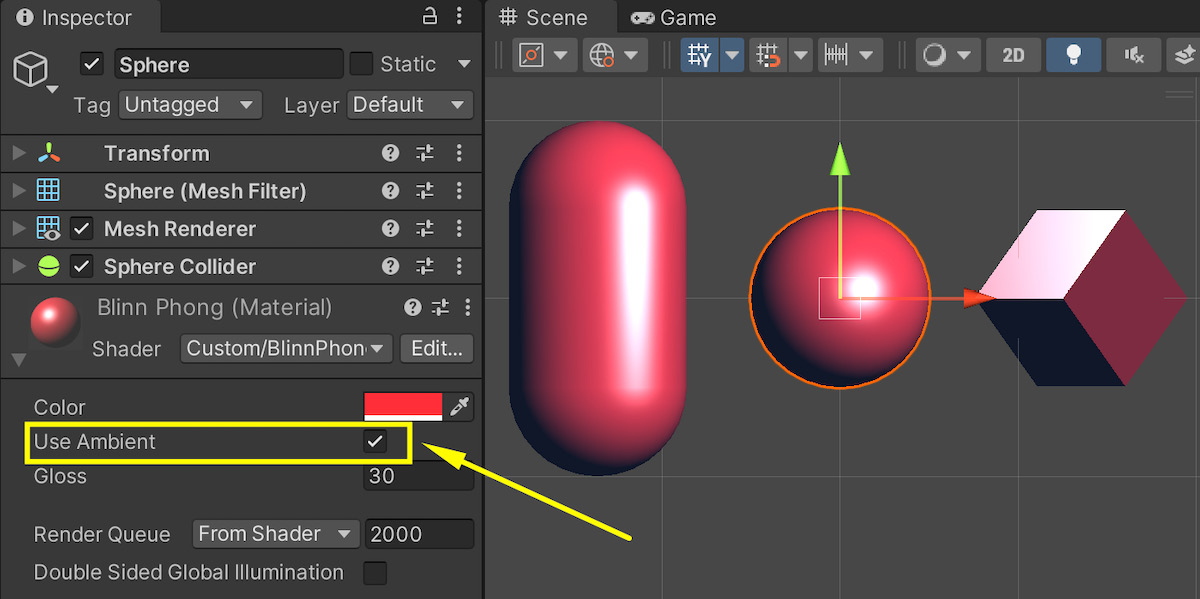 Inspector
Sphere Static
Tag Untagged Layer Default
Transform
Sphere (Mesh Filter)
Mesh Renderer
Sphere Collider
Blinn Phong (Material)
Shader Custom/BlinnPhon Edit...
Color
Use Ambient
Gloss 30
Render Queue From Shader 2000
Double Sided Global Illumination
Scene Game
2D